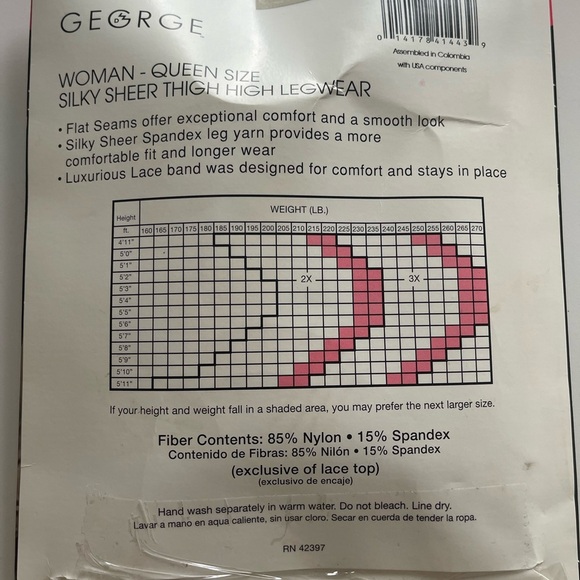 GEORGE
0 14178 41443 9
Assembled in Colombia
with USA components
WOMAN - QUEEN SIZE
SILKY SHEER THIGH HIGH LEGWEAR
• Flat Seams offer exceptional comfort and a smooth look
• Silky Sheer Spandex leg yarn provides a more
comfortable fit and longer wear
• Luxurious Lace band was designed for comfort and stays in place
WEIGHT (LB.)
Height
ft. 160 165 170 175 180 185 190 195 200 205 210 215 220 225 230 235 240 245 250 255 260 265 270
4'11"
5'0"
5'1"
5'2"
2X 3X
5'3"
5'4"
5'5"
5'6"
5'7"
5'8"
5'9"
5'10"
5'11"
If your height and weight fall in a shaded area, you may prefer the next larger size.
Fiber Contents: 85% Nylon • 15% Spandex
Contenido de Fibras: 85% Nilón • 15% Spandex
(exclusive of lace top)
(exclusivo de encaje)
Hand wash separately in warm water. Do not bleach. Line dry.
Lavar a mano en aqua caliente, sin usar cloro. Secar en cuerda de tender la ropa.
RN 42397